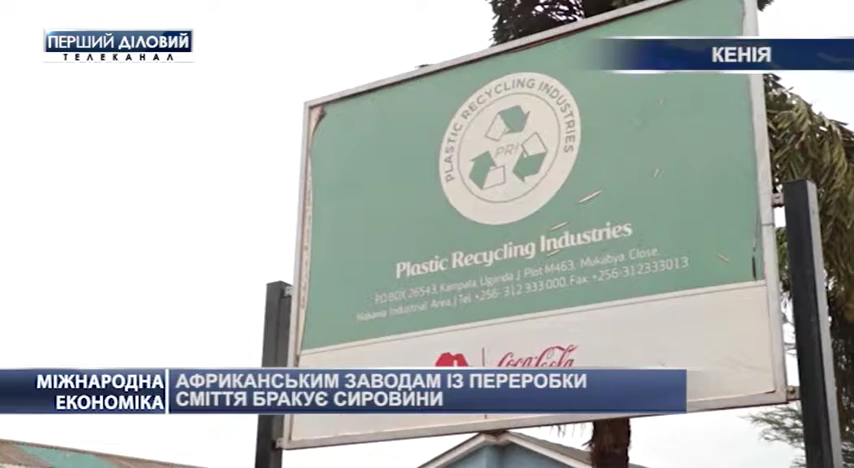 ПЕРШИЙ ДІЛОВИЙ
ТЕЛЕКАНАЛ
КЕНІЯ
PLASTIC RECYCLING INDUSTRIES
PRI
Plastic Recycling Industries
P.O BOX 26543, Kampala, Uganda | Plot M463, Mukabya, Close,
Nakawa Industrial Area, | Tel +256- 312 333 000, Fax: +256-312333013
Coca-Cola
МІЖНАРОДНА
ЕКОНОМІКА
АФРИКАНСЬКИМ ЗАВОДАМ ІЗ ПЕРЕРОБКИ
СМІТТЯ БРАКУЄ СИРОВИНИ